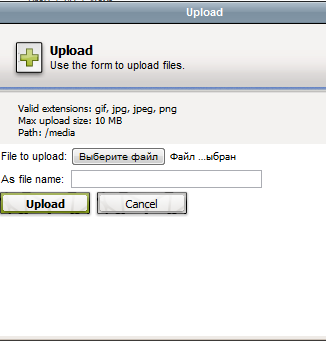 Upload
Upload
Use the form to upload files.
Valid extensions: gif, jpg, jpeg, png
Max upload size: 10 MB
Path: /media
File to upload: Выберите файл Файл ...ыбран
As file name:
Upload Cancel